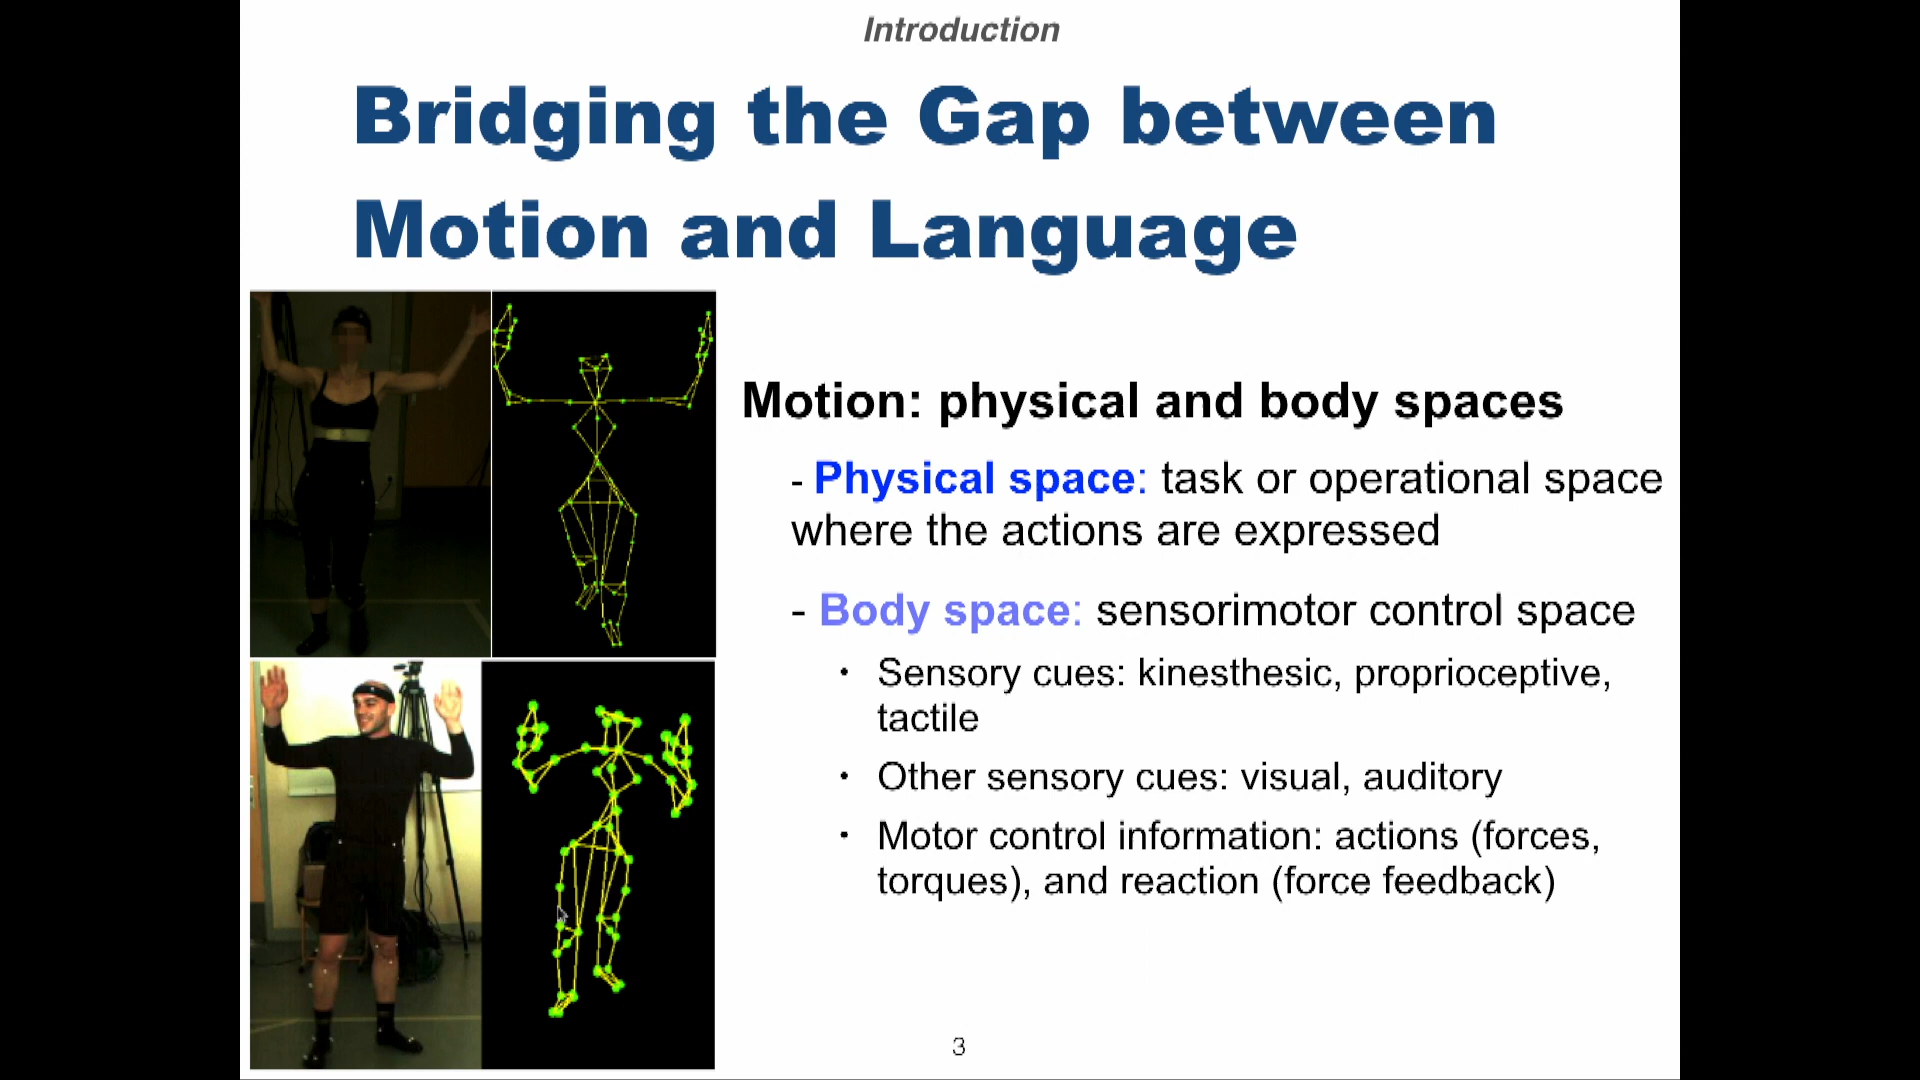 Introduction
Bridging the Gap between
Motion and Language
Motion: physical and body spaces
- Physical space: task or operational space
where the actions are expressed
- Body space: sensorimotor control space
· Sensory cues: kinesthesic, proprioceptive,
tactile
· Other sensory cues: visual, auditory
· Motor control information: actions (forces,
torques), and reaction (force feedback)
3